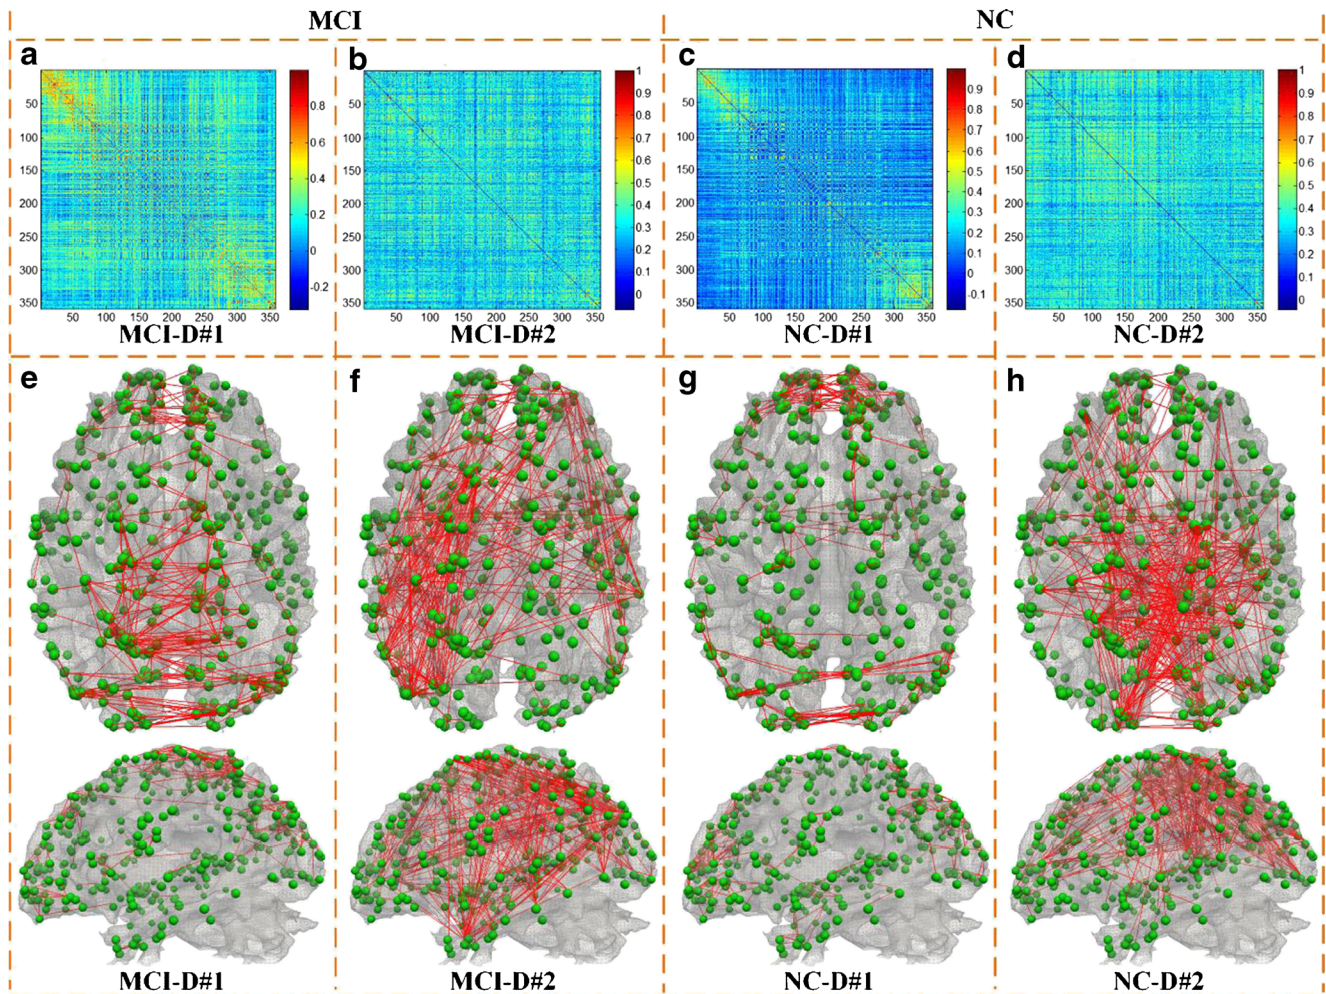 MCI NC
a b c d
1 1
0.8 0.9 0.9 0.9
0.8 0.8 0.8
50 50 50 50
0.6 0.7 0.7 0.7
100 100 100 100
0.6 0.6 0.6
0.4 0.5 0.5 0.5
150 150 150 150
0.4 0.4 0.4
200 0.2 200 200 200
0.3 0.3 0.3
250 0 250 0.2 250 0.2 250 0.2
0.1 0.1 0.1
300 -0.2 300 0 300 0 300 0
350 350 350 -0.1 350
50 100 150 200 250 300 350 50 100 150 200 250 300 350 50 100 150 200 250 300 350 50 100 150 200 250 300 350
MCI-D#1 MCI-D#2 NC-D#1 NC-D#2
e f g h
MCI-D#1 MCI-D#2 NC-D#1 NC-D#2